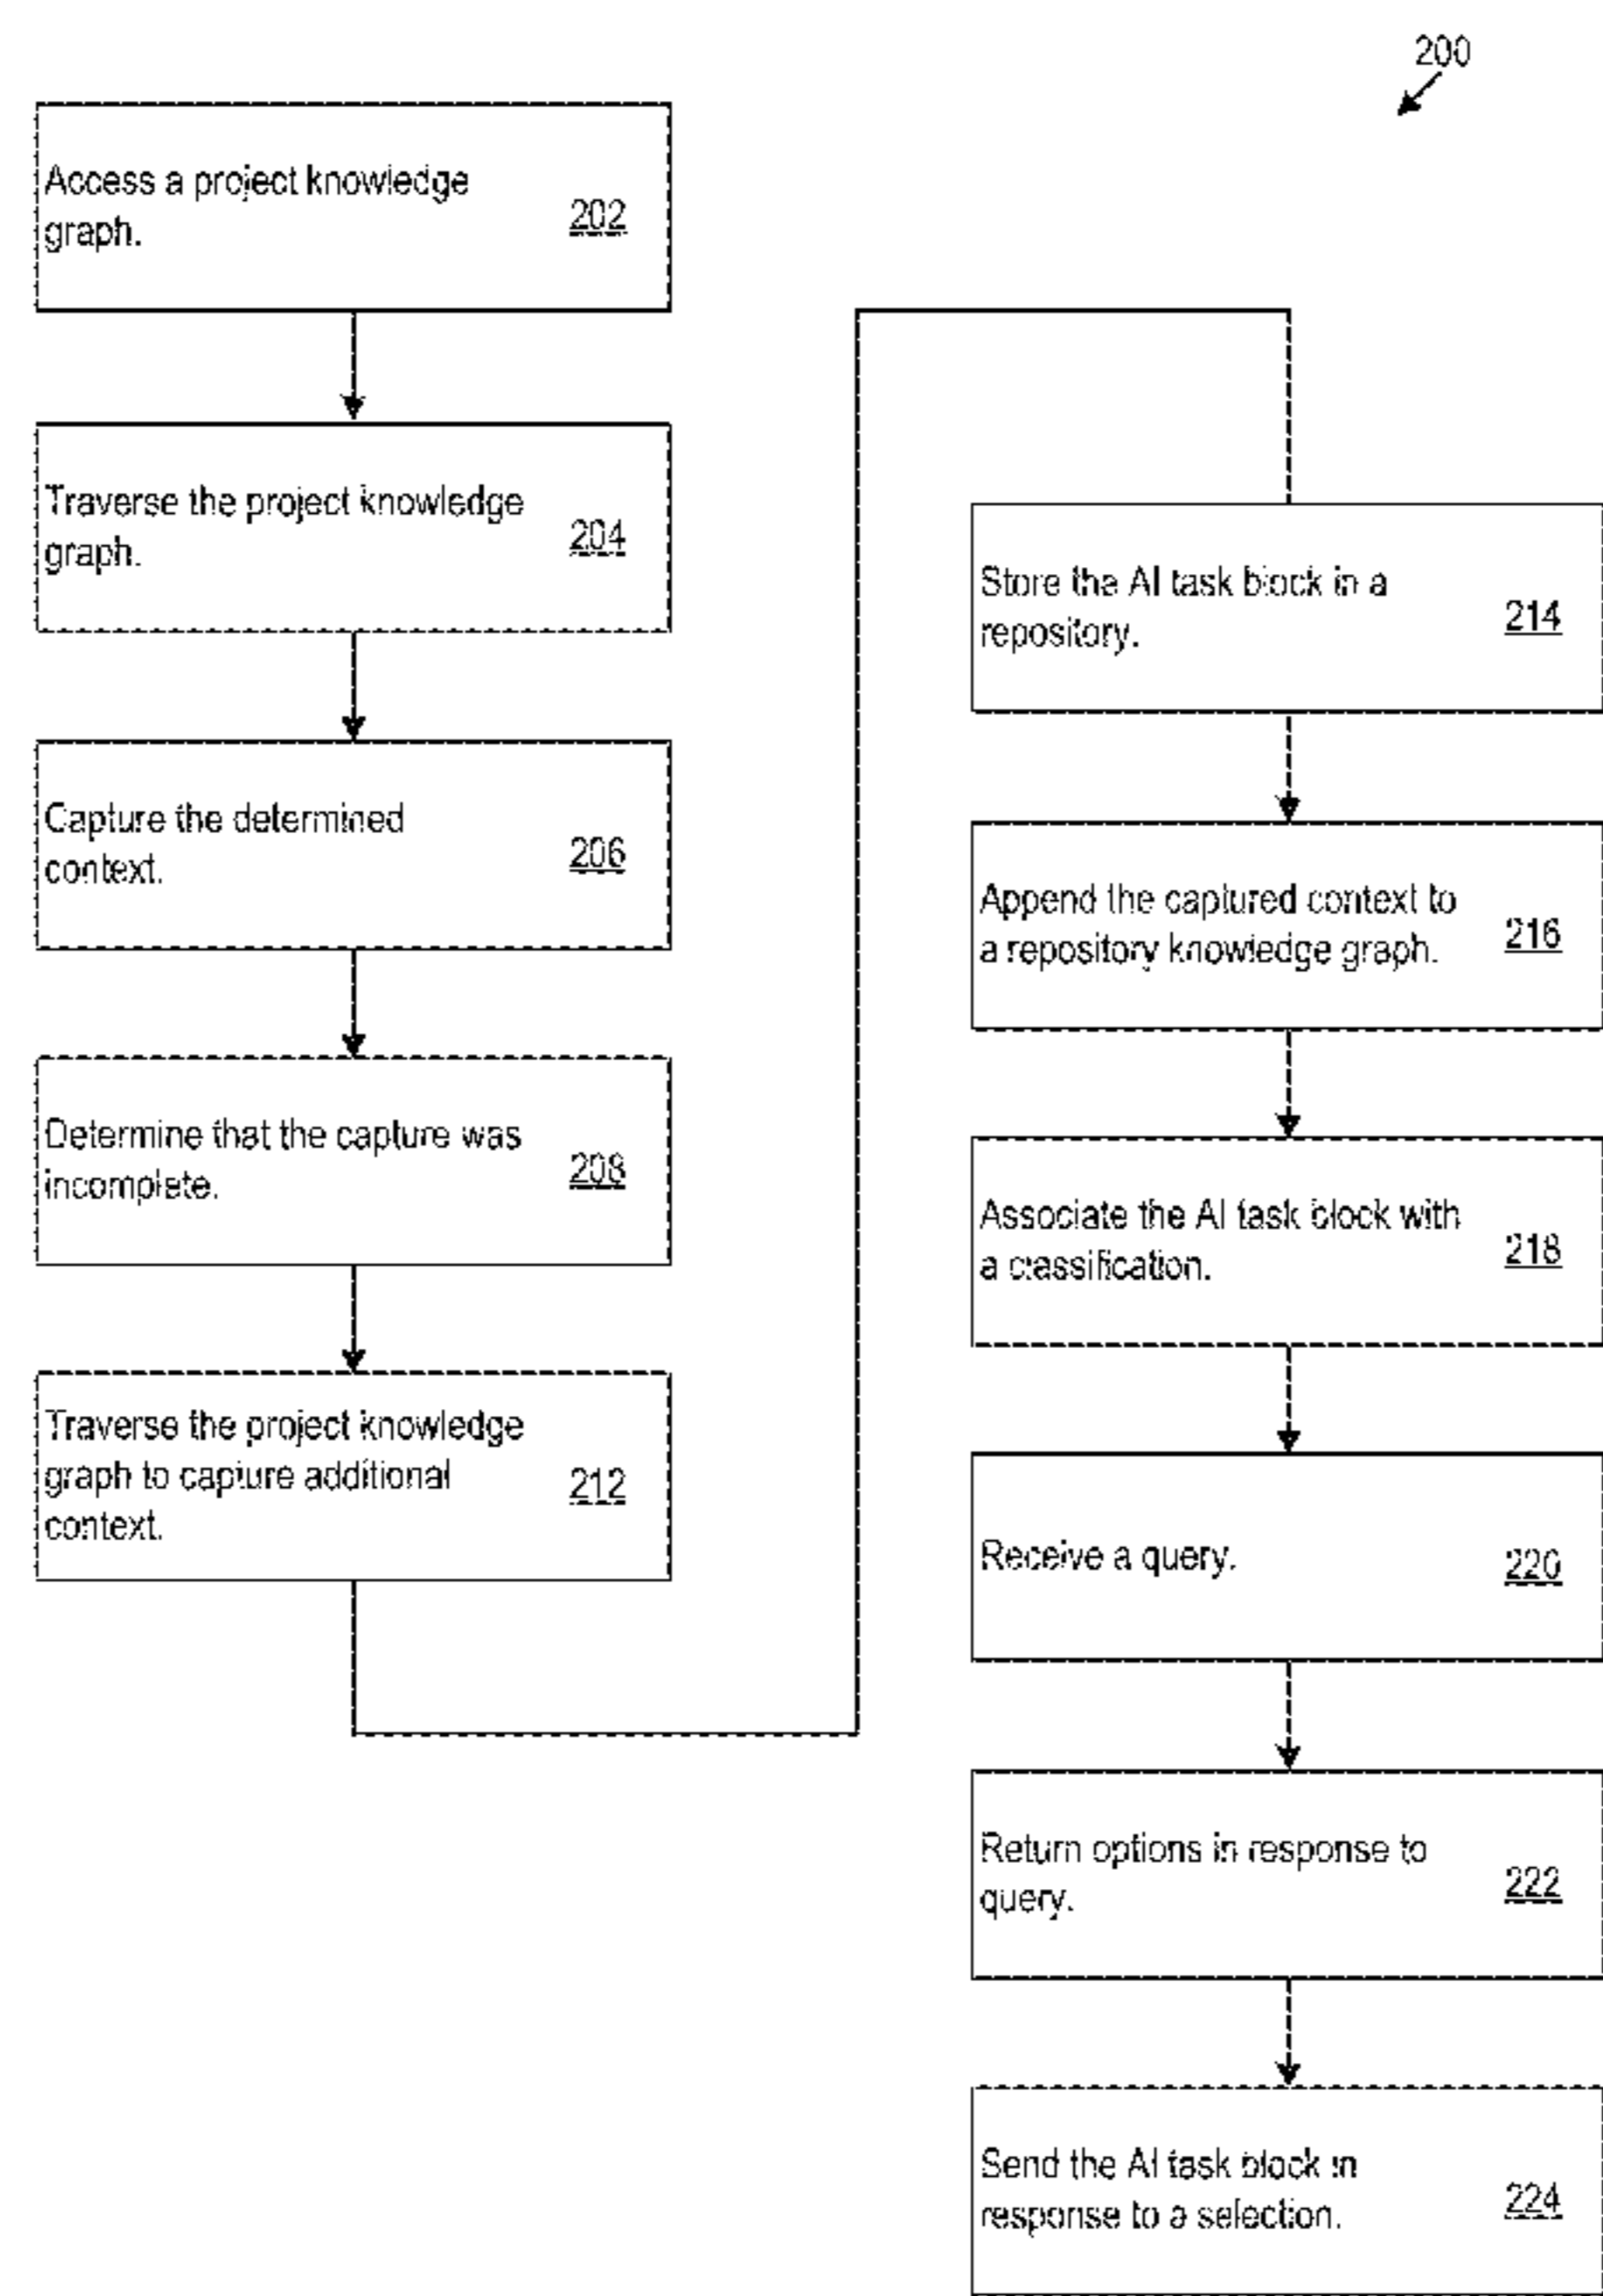 200
Access a project knowledge
graph.
202
Traverse the project knowledge
graph.
204
Capture the determined
context.
206
Determine that the capture was
incomplete.
208
Traverse the project knowledge
graph to capture additional
context.
212
Store the AI task block in a
repository.
214
Append the captured context to
a repository knowledge graph.
216
Associate the AI task block with
a classification.
218
Receive a query.
220
Return options in response to
query.
222
Send the AI task block in
response to a selection.
224